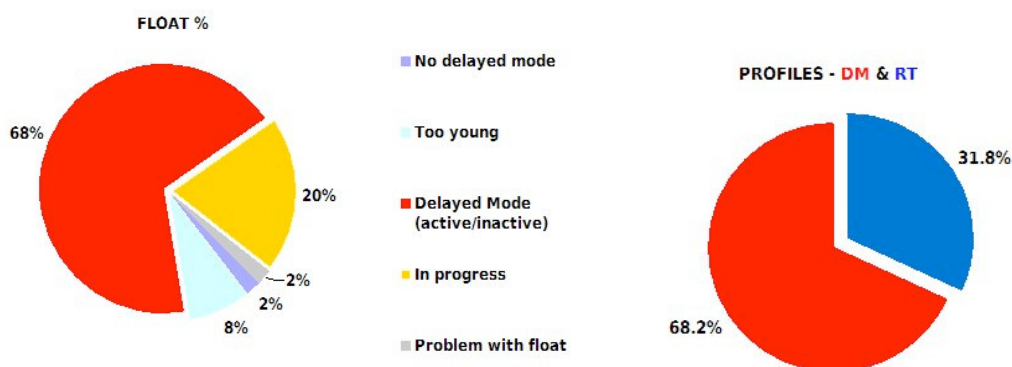 FLOAT %
68%
20%
2%
2%
8%
No delayed mode
Too young
Delayed Mode
(active/inactive)
In progress
Problem with float
PROFILES - DM & RT
31.8%
68.2%